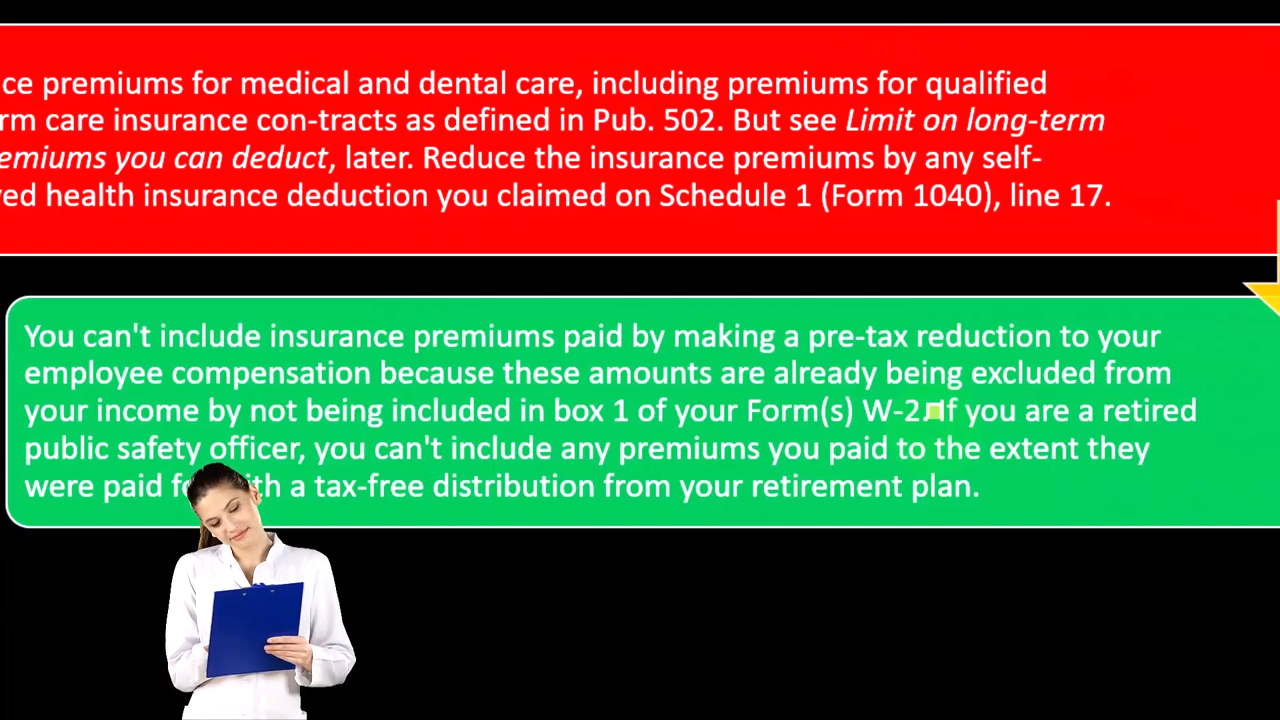 ce premiums for medical and dental care, including premiums for qualified
rm care insurance con-tracts as defined in Pub. 502. But see Limit on long-term
emiums you can deduct, later. Reduce the insurance premiums by any self-
ed health insurance deduction you claimed on Schedule 1 (Form 1040), line 17.
You can't include insurance premiums paid by making a pre-tax reduction to your
employee compensation because these amounts are already being excluded from
your income by not being included in box 1 of your Form(s) W-2. If you are a retired
public safety officer, you can't include any premiums you paid to the extent they
were paid with a tax-free distribution from your retirement plan.